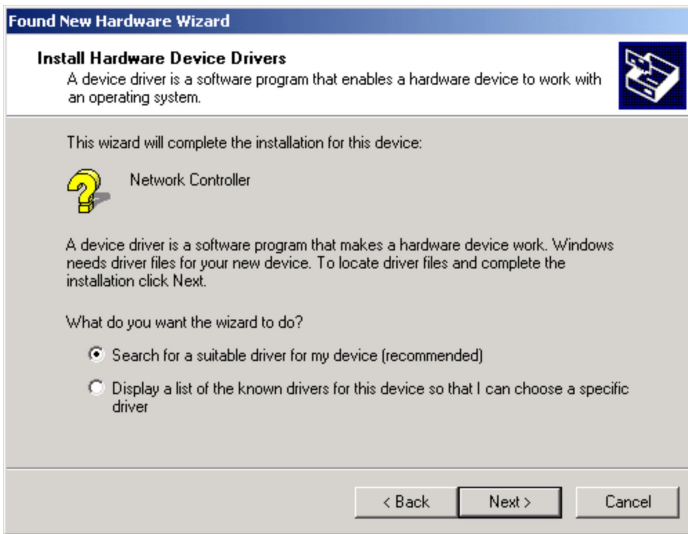 Found New Hardware Wizard
Install Hardware Device Drivers
A device driver is a software program that enables a hardware device to work with
an operating system.
This wizard will complete the installation for this device:
Network Controller
A device driver is a software program that makes a hardware device work. Windows
needs driver files for your new device. To locate driver files and complete the
installation click Next.
What do you want the wizard to do?
Search for a suitable driver for my device (recommended)
Display a list of the known drivers for this device so that I can choose a specific
driver
< Back Next > Cancel